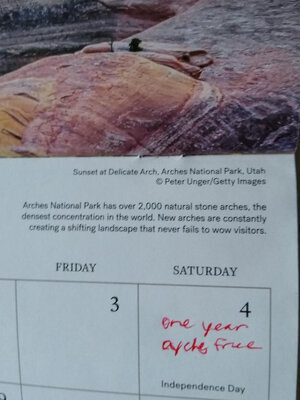 Sunset at Delicate Arch, Arches National Park, Utah
© Peter Unger/Getty Images
Arches National Park has over 2,000 natural stone arches, the
densest concentration in the world. New arches are constantly
creating a shifting landscape that never fails to wow visitors.
FRIDAY SATURDAY
3 4
one year
free
Independence Day
9